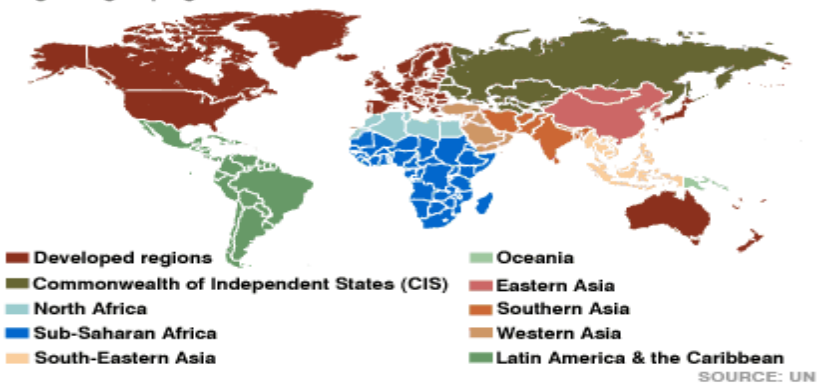 Developed regions
Commonwealth of Independent States (CIS)
North Africa
Sub-Saharan Africa
South-Eastern Asia
Oceania
Eastern Asia
Southern Asia
Western Asia
Latin America & the Caribbean
SOURCE: UN